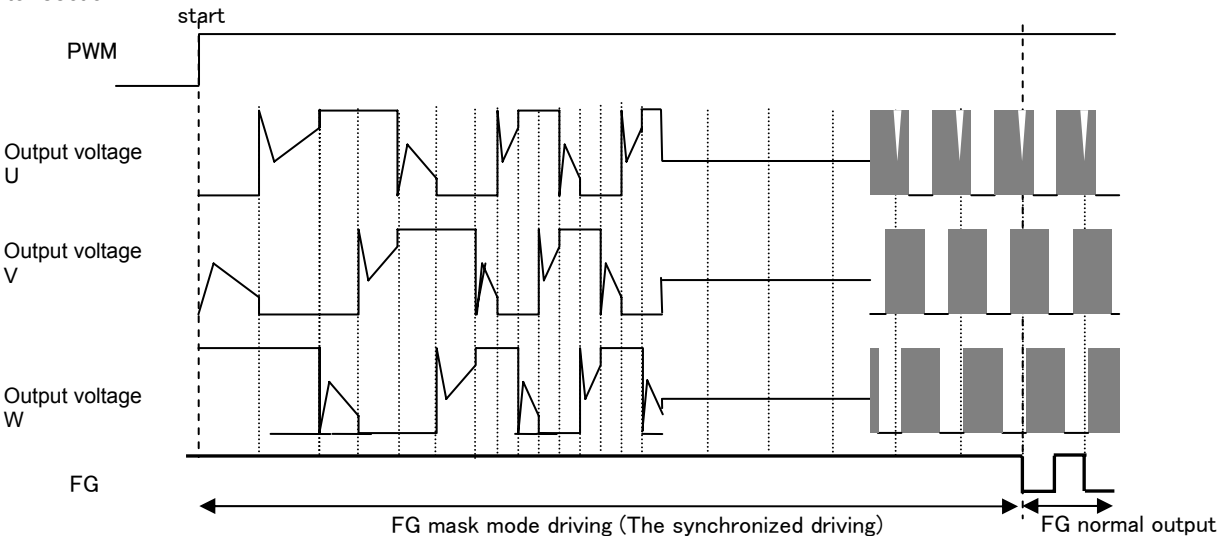 start
PWM
Output voltage
U
Output voltage
V
Output voltage
W
FG
FG mask mode driving (The synchronized driving)
FG normal output